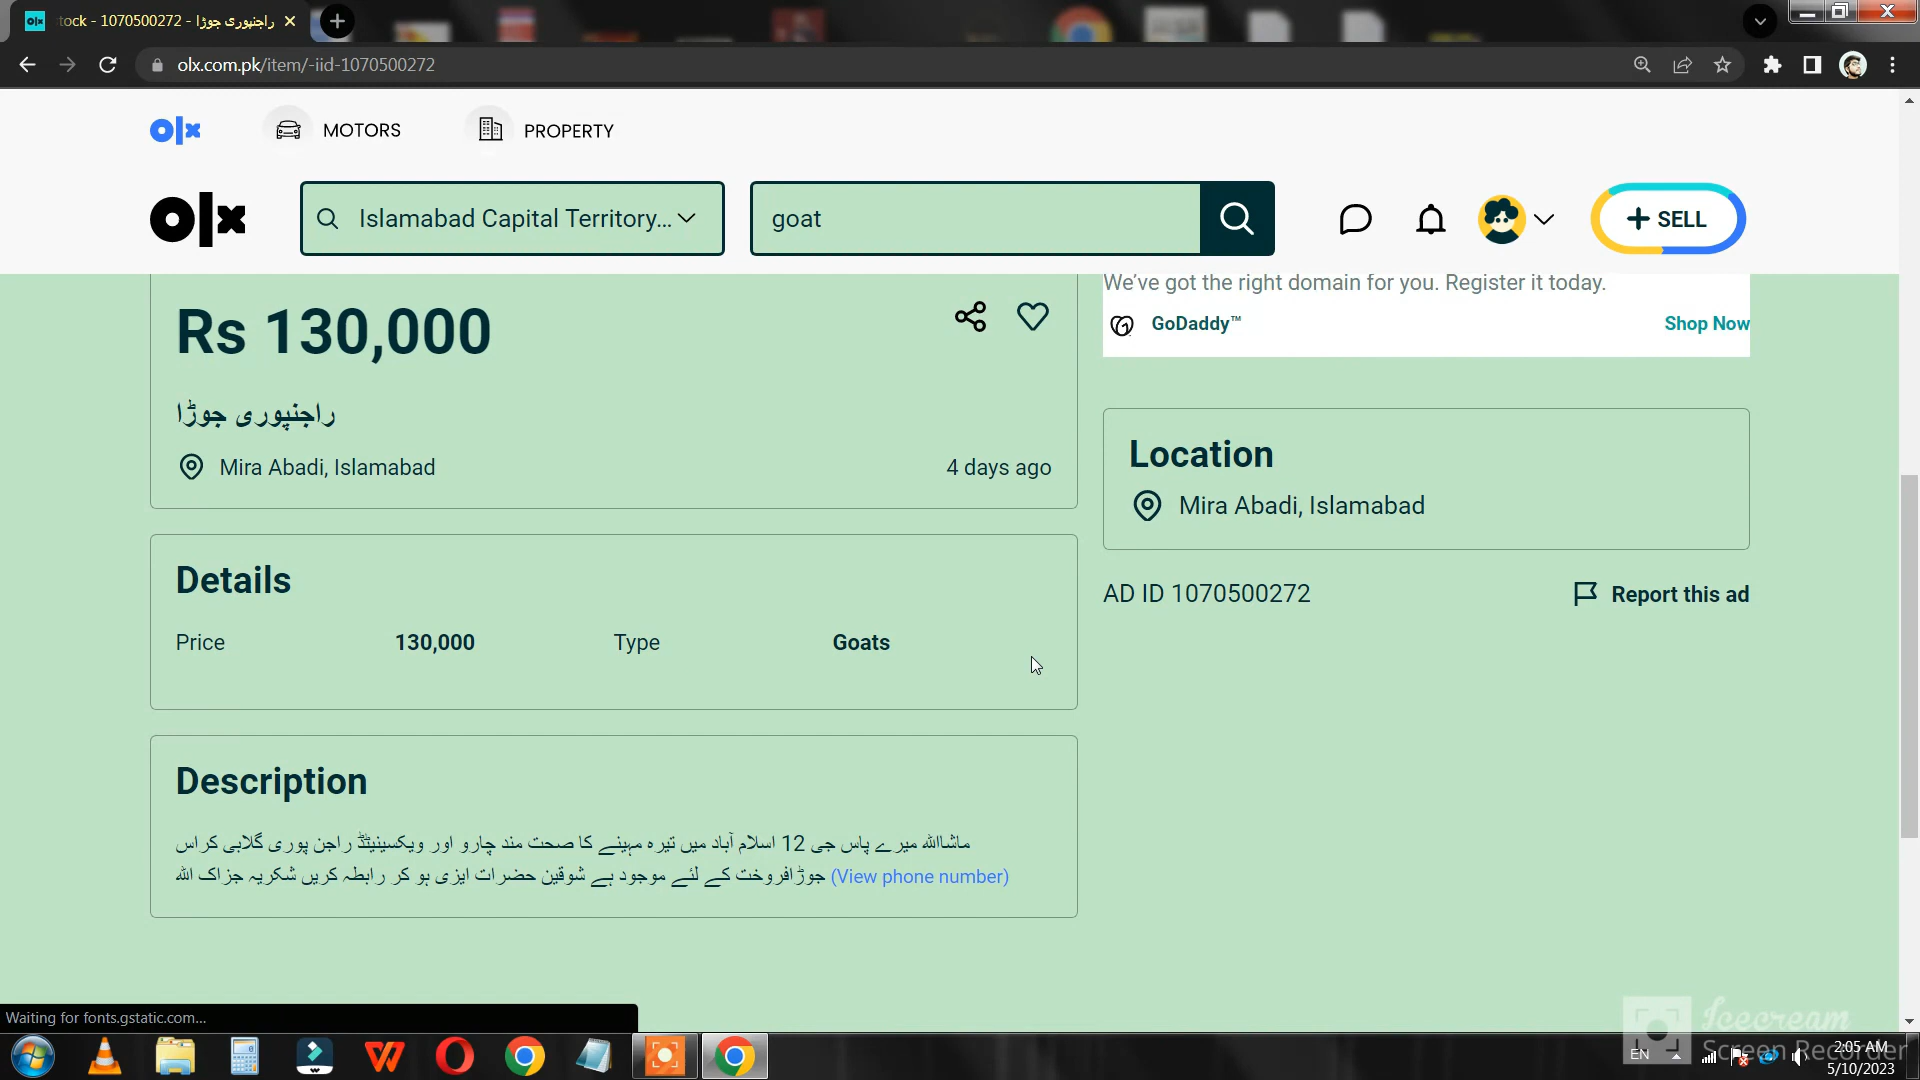 tock - 1070500272 - راجنپوری جوڑا
olx.com.pk/item/-iid-1070500272
olx
MOTORS
PROPERTY
olx
Islamabad Capital Territory...
goat
SELL
We've got the right domain for you. Register it today.
GoDaddy™
Shop Now
Rs 130,000
راجنپوری جوڑا
Mira Abadi, Islamabad
4 days ago
Location
Mira Abadi, Islamabad
AD ID 1070500272
Report this ad
Details
Price
130,000
Type
Goats
Description
ماشااللہ میرے پاس جی 12 اسلام آباد میں تیرہ مہینے کا صحت مند چارو اور ویکسینیٹڈ راجن پوری گلابی کراس
جوڑافروخت کے لئے موجود ہے شوقین حضرات ایزی ہو کر رابطہ کریں شکریہ جزاک اللہ (View phone number)
Waiting for fonts.gstatic.com...
Icecream
Screen Recorder
EN
2:05 AM
5/10/2023